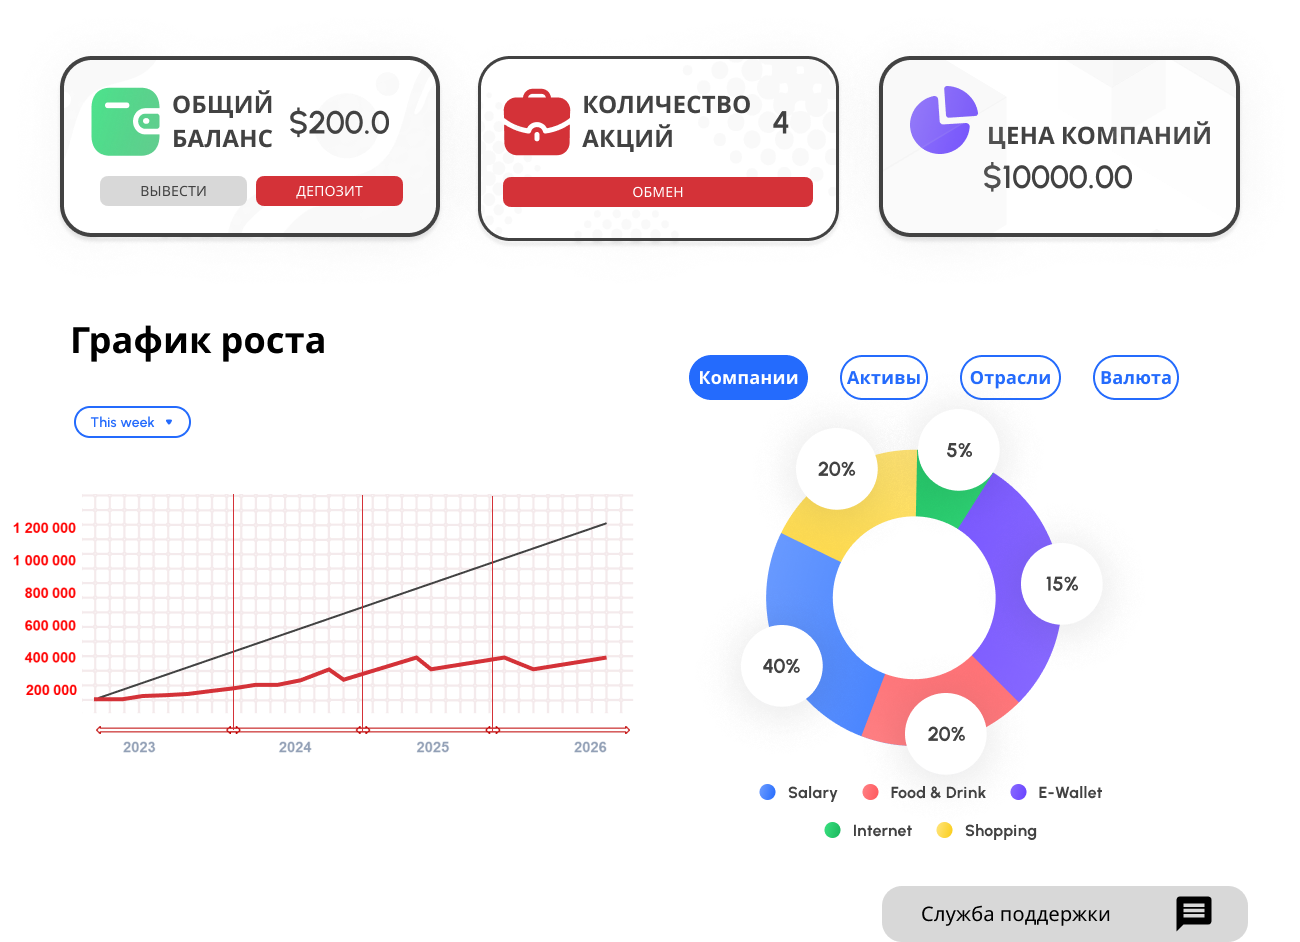 ОБЩИЙ
БАЛАНС
$200.0
ВЫВЕСТИ
ДЕПОЗИТ
КОЛИЧЕСТВО
АКЦИЙ
4
ОБМЕН
ЦЕНА КОМПАНИЙ
$10000.00
График роста
This week
1 200 000
1 000 000
800 000
600 000
400 000
200 000
2023 2024 2025 2026
Компании Активы Отрасли Валюта
5%
20%
15%
40%
20%
Salary Food & Drink E-Wallet
Internet Shopping
Служба поддержки